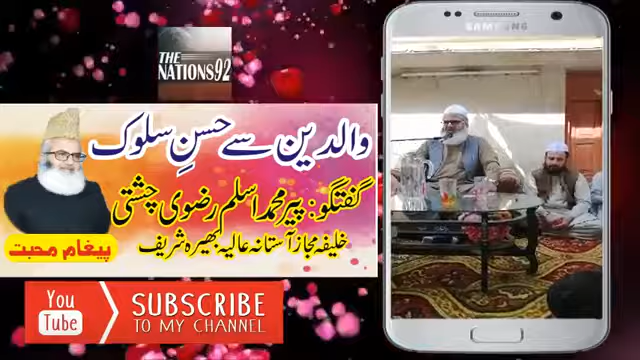 THE
NATIONS92
والدین سے حسنِ سلوک
گفتگو: پیر محمد اسلم رضوی چشتی
خلیفہ مجاز آستانہ عالیہ بھیرہ شریف
پیغام محبت
You
Tube
SUBSCRIBE
TO MY CHANNEL
SAMSUNG